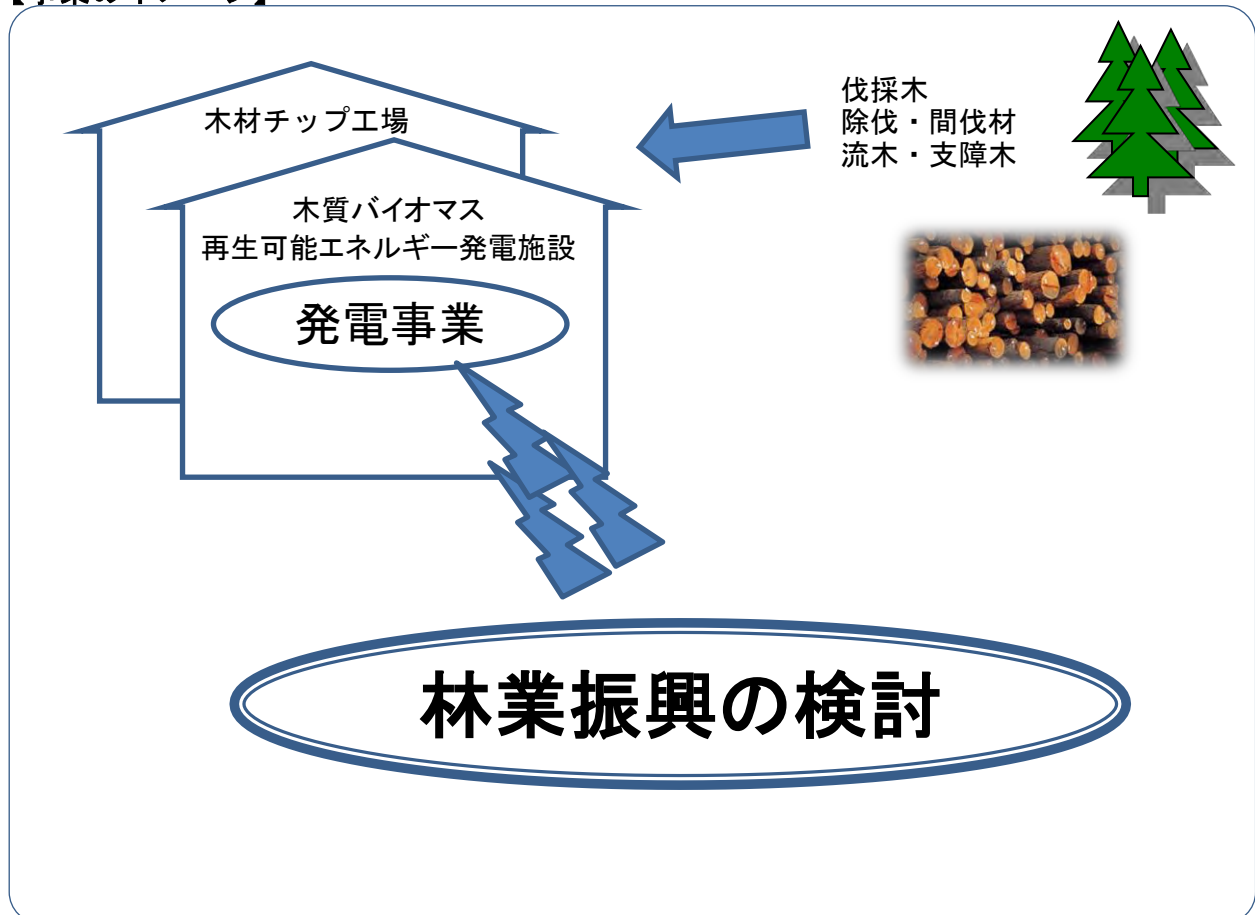 木材チップ工場
伐採木
除伐・間伐材
流木・支障木
木質バイオマス
再生可能エネルギー発電施設
発電事業
林業振興の検討